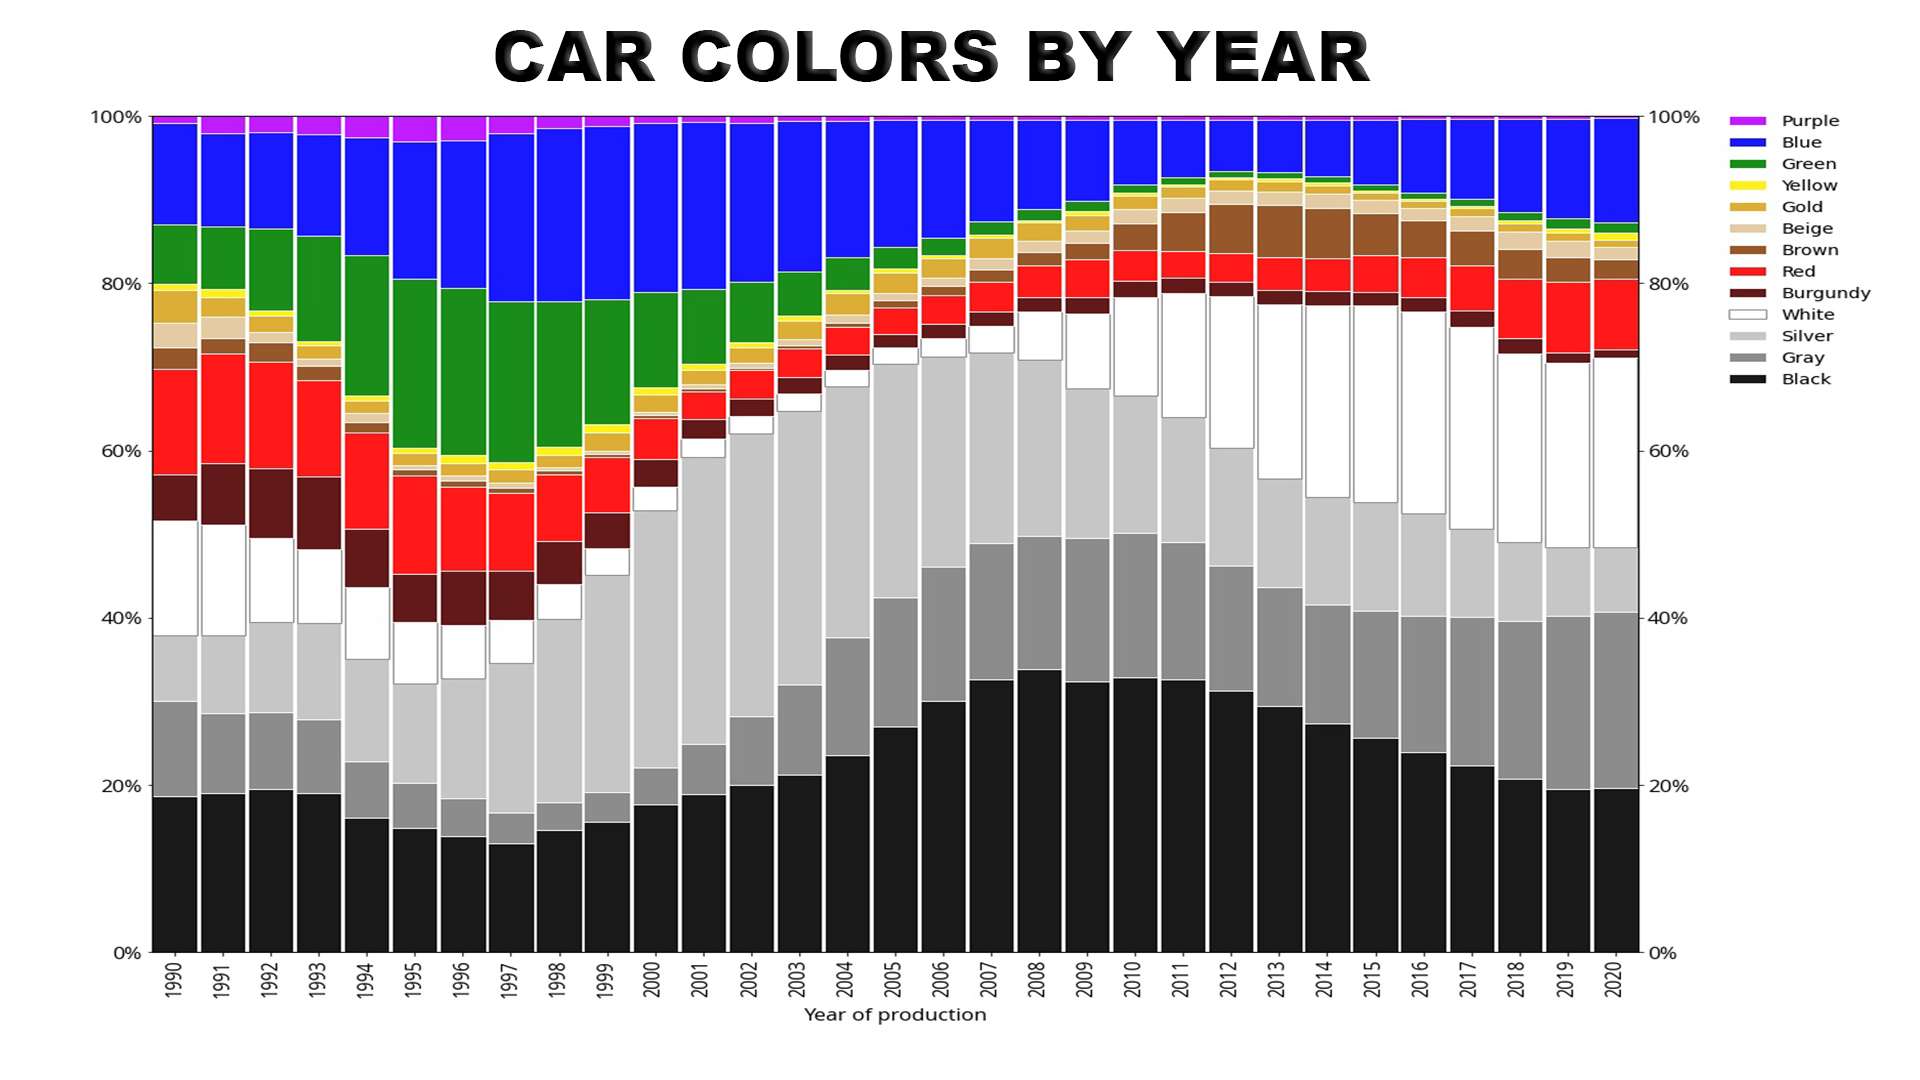 CAR COLORS BY YEAR
100%
80%
60%
40%
20%
0%
100%
80%
60%
40%
20%
0%
Purple
Blue
Green
Yellow
Gold
Beige
Brown
Red
Burgundy
White
Silver
Gray
Black
1990
1991
1992
1993
1994
1995
1996
1997
1998
1999
2000
2001
2002
2003
2004
2005
2006
2007
2008
2009
2010
2011
2012
2013
2014
2015
2016
2017
2018
2019
2020
Year of production